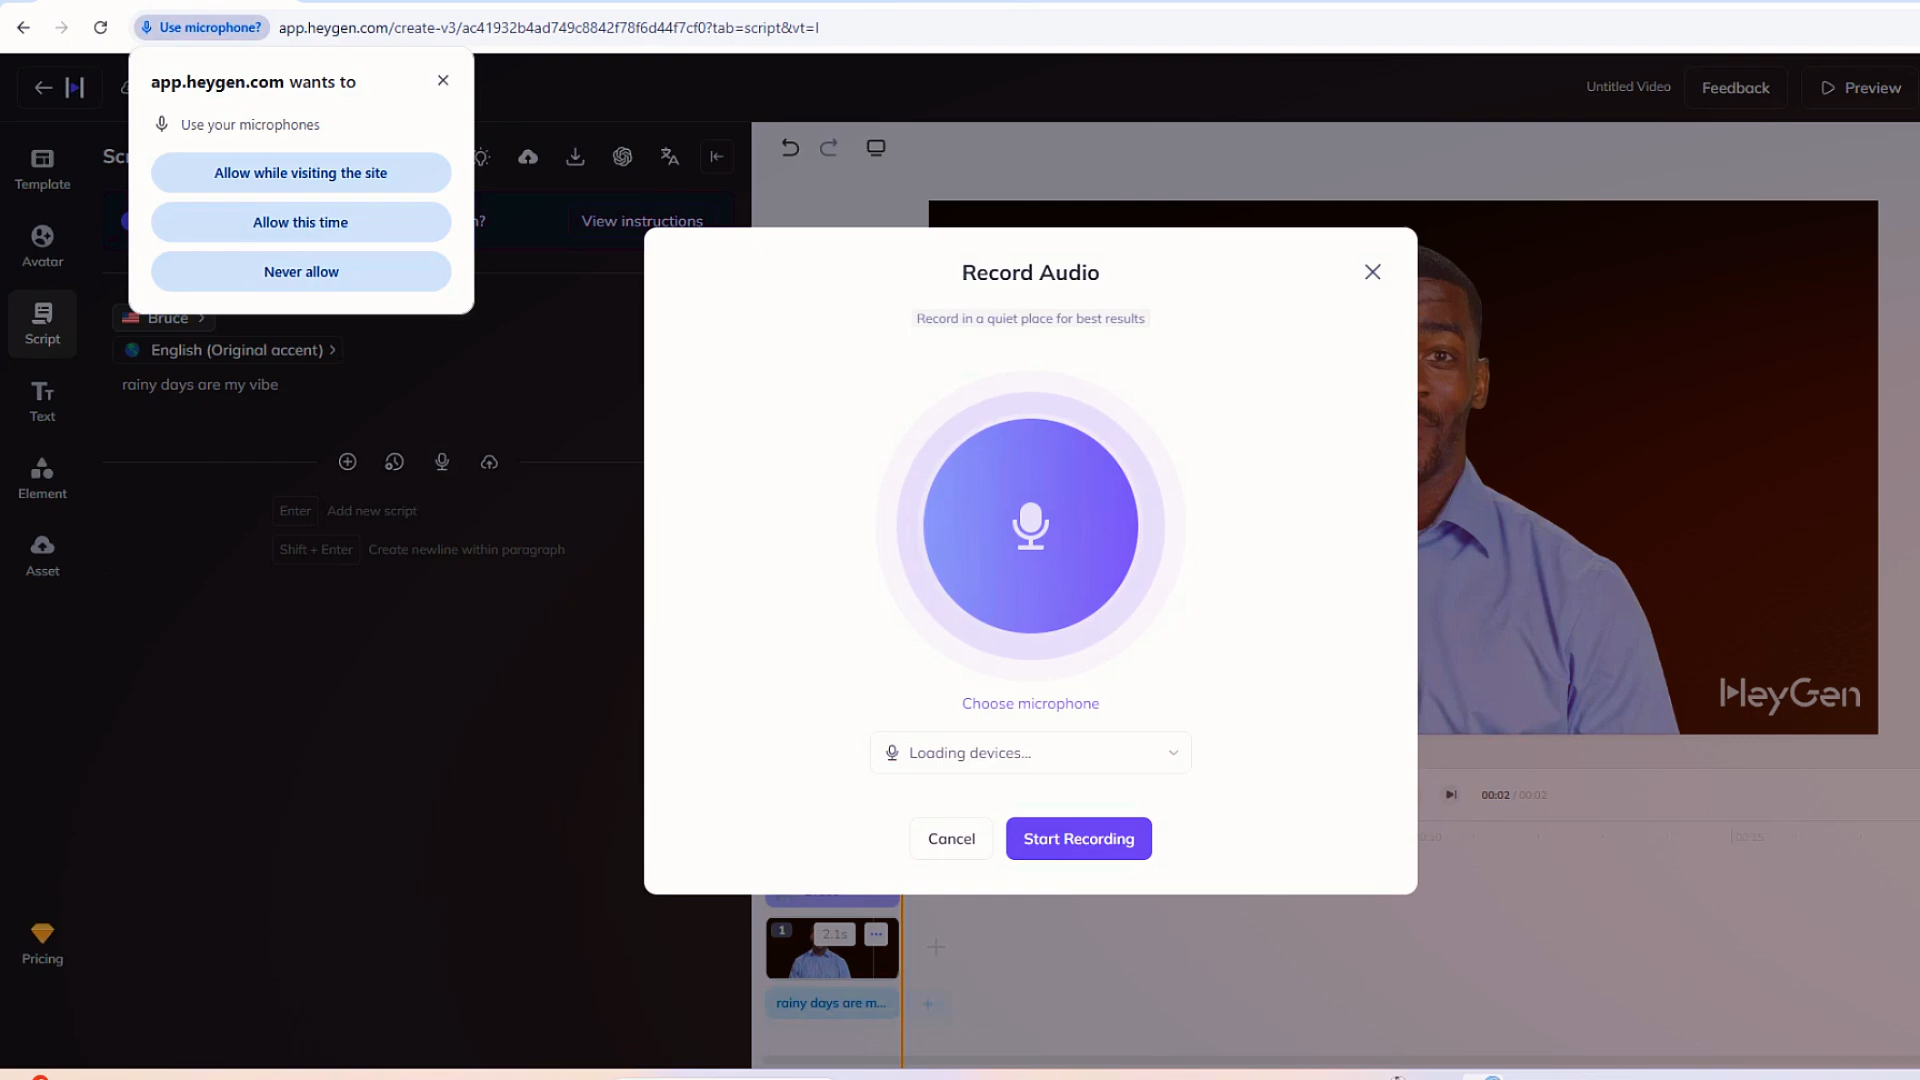 Use microphone?
app.heygen.com/create-v3/ac41932b4ad749c8842f78f6d44f7cf0?tab=script&vt=l
app.heygen.com wants to
Use your microphones
Allow while visiting the site
Allow this time
Never allow
Untitled Video
Feedback
Preview
Template
Avatar
Script
Text
Element
Asset
Pricing
View instructions
Bruce
English (Original accent)
rainy days are my vibe
Enter Add new script
Shift + Enter Create newline within paragraph
Record Audio
Record in a quiet place for best results
Choose microphone
Loading devices...
Cancel
Start Recording
HeyGen
00:02 / 00:02
1
2.1s
rainy days are m...